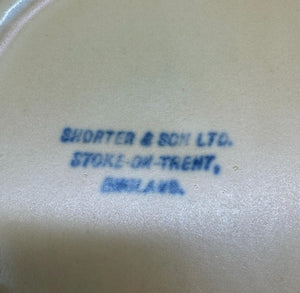 SHORTER & SON LTD.
STOKE-ON-TRENT,
ENGLAND.